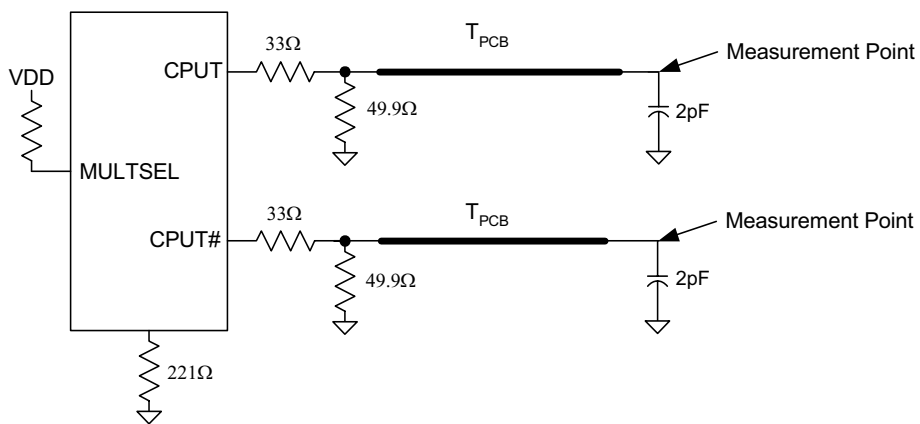 T_PCB
33Ω
Measurement Point
VDD
CPUT
49.9Ω
2pF
MULTSEL
T_PCB
33Ω
Measurement Point
CPUT#
49.9Ω
2pF
221Ω